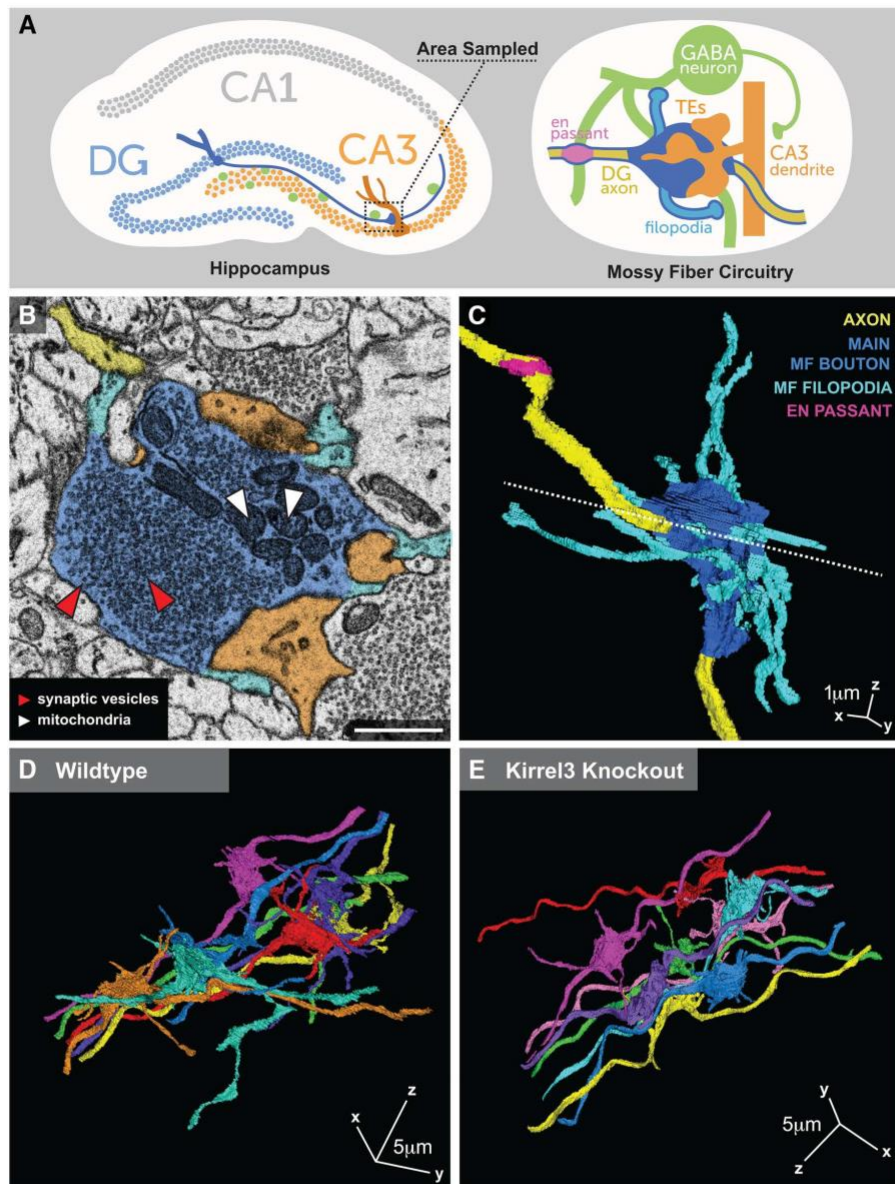 A
Area Sampled
CA1
DG
CA3
Hippocampus
GABA
neuron
TEs
en
passant
DG
axon
CA3
dendrite
filopodia
Mossy Fiber Circuitry
B
synaptic vesicles
mitochondria
C
AXON
MAIN
MF BOUTON
MF FILOPODIA
EN PASSANT
1μm
z
x
y
D Wildtype
x
z
5μm
y
E Kirrel3 Knockout
y
5μm
x
z